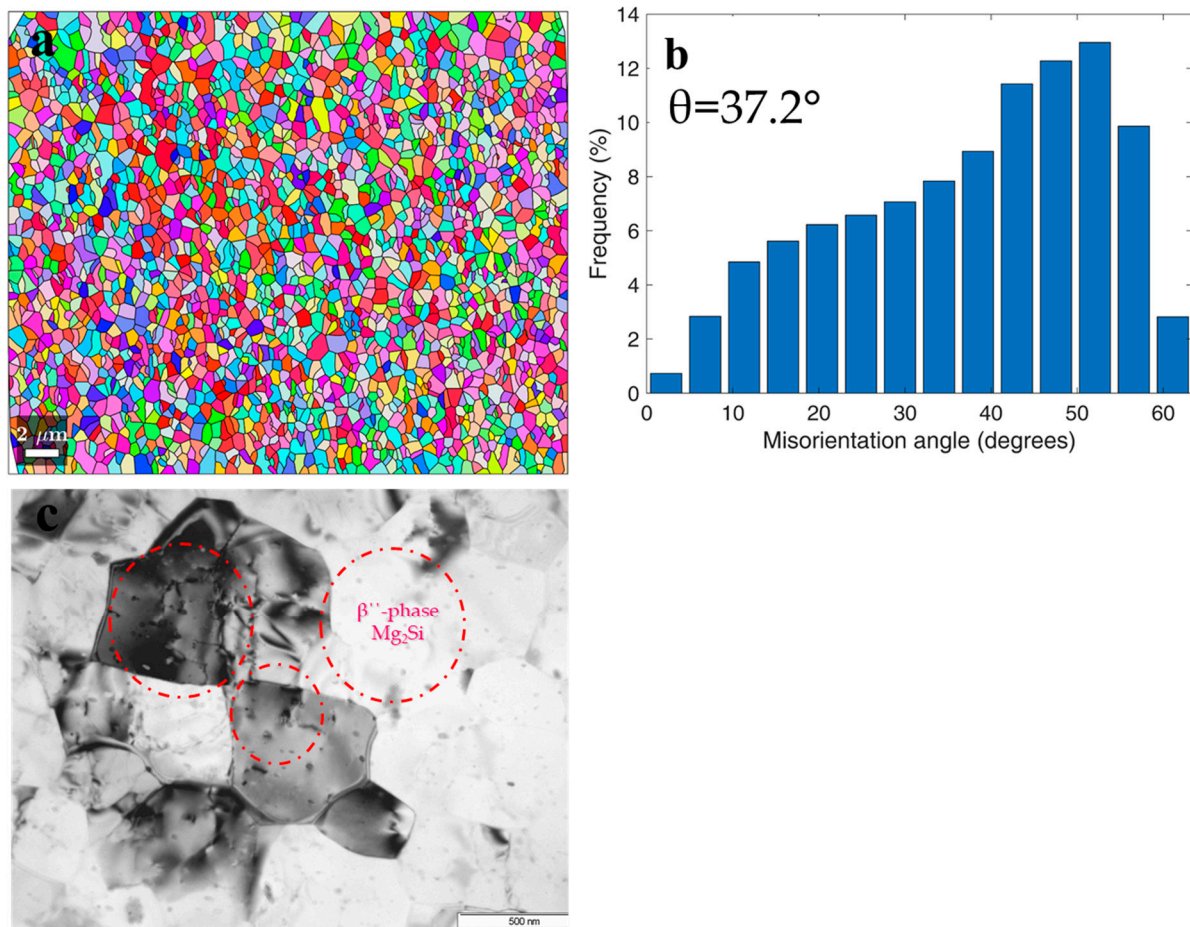 a
2 μm
b
θ=37.2°
14
12
10
8
6
4
2
0
Frequency (%)
0 10 20 30 40 50 60
Misorientation angle (degrees)
c
β''-phase
Mg₂Si
500 nm